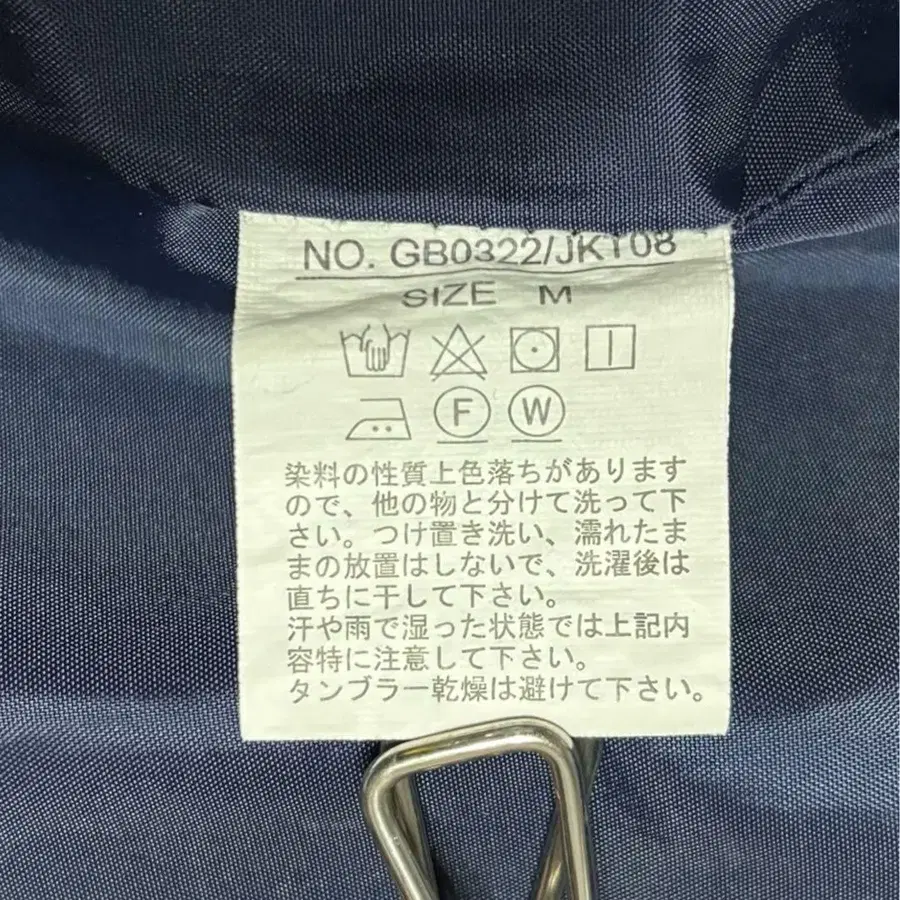 NO. GB0322/JKT08
SIZE M
F W
染料の性質上色落ちがあります
ので、他の物と分けて洗って下
さい。つけ置き洗い、濡れたま
まの放置はしないで、洗濯後は
直ちに干して下さい。
汗や雨で湿った状態では上記内
容特に注意して下さい。
タンブラー乾燥は避けて下さい。